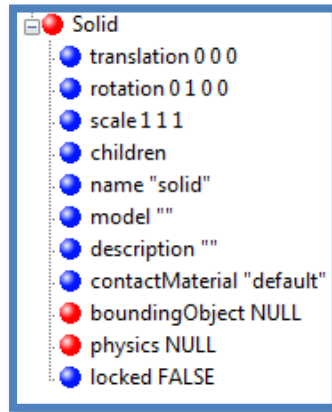 Solid
translation 0 0 0
rotation 0 1 0 0
scale 1 1 1
children
name "solid"
model ""
description ""
contactMaterial "default"
boundingObject NULL
physics NULL
locked FALSE